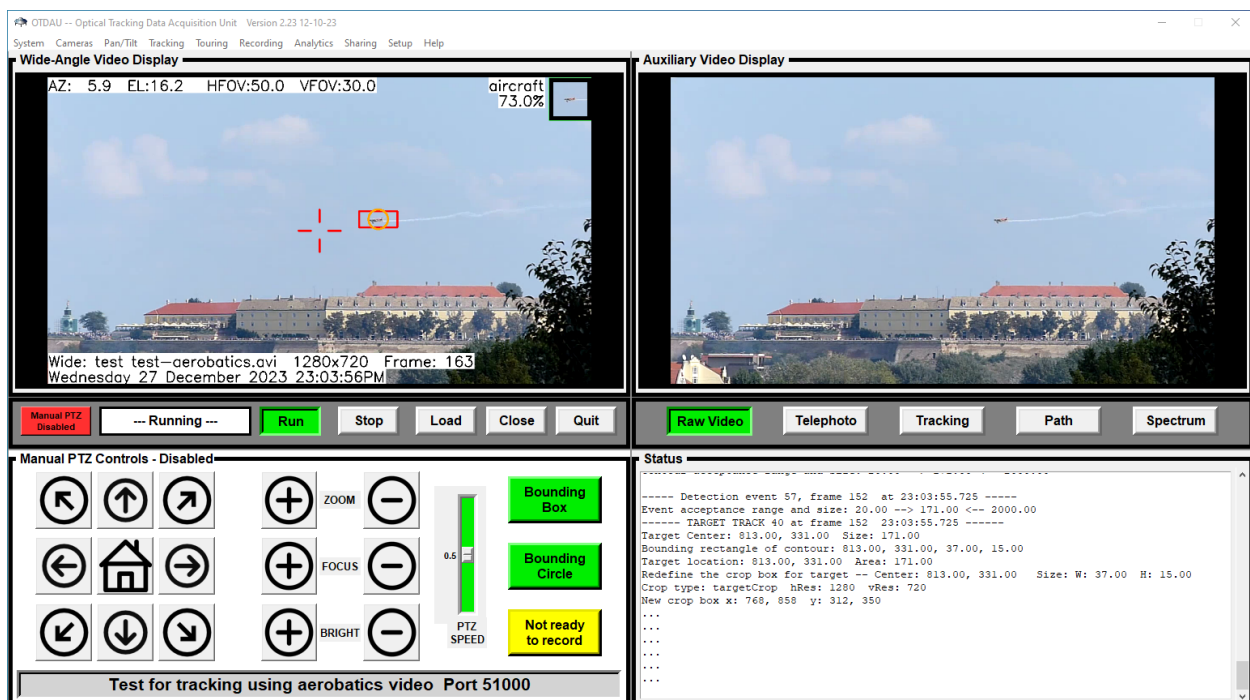 OTDAU -- Optical Tracking Data Acquisition Unit Version 2.23 12-10-23
System Cameras Pan/Tilt Tracking Touring Recording Analytics Sharing Setup Help
Wide-Angle Video Display
AZ: 5.9 EL:16.2 HFOV:50.0 VFOV:30.0
aircraft
73.0%
Wide: test test-aerobatics.avi 1280x720 Frame: 163
Wednesday 27 December 2023 23:03:56PM
Auxiliary Video Display
Manual PTZ
Disabled
--- Running ---
Run
Stop
Load
Close
Quit
Raw Video
Telephoto
Tracking
Path
Spectrum
Manual PTZ Controls - Disabled
ZOOM
FOCUS
BRIGHT
0.5
PTZ
SPEED
Bounding
Box
Bounding
Circle
Not ready
to record
Test for tracking using aerobatics video Port 51000
Status
----- Detection event 57, frame 152 at 23:03:55.725 -----
Event acceptance range and size: 20.00 --> 171.00 <-- 2000.00
------ TARGET TRACK 40 at frame 152 23:03:55.725 ------
Target Center: 813.00, 331.00 Size: 171.00
Bounding rectangle of contour: 813.00, 331.00, 37.00, 15.00
Target location: 813.00, 331.00 Area: 171.00
Redefine the crop box for target -- Center: 813.00, 331.00 Size: W: 37.00 H: 15.00
Crop type: targetCrop hRes: 1280 vRes: 720
New crop box x: 768, 858 y: 312, 350
...
...
...
...
...
...